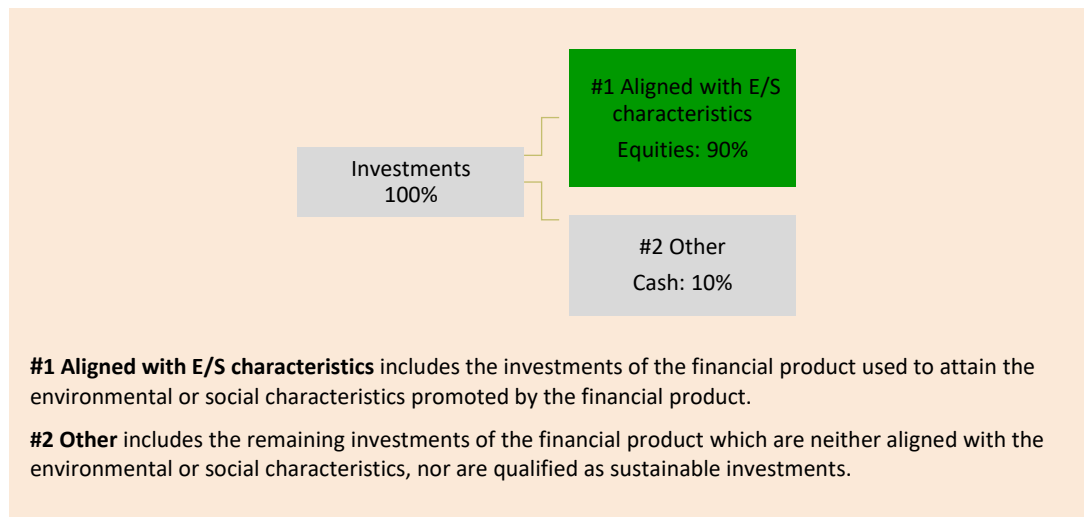 #1 Aligned with E/S
characteristics
Equities: 90%
Investments
100%
#2 Other
Cash: 10%
#1 Aligned with E/S characteristics includes the investments of the financial product used to attain the
environmental or social characteristics promoted by the financial product.
#2 Other includes the remaining investments of the financial product which are neither aligned with the
environmental or social characteristics, nor are qualified as sustainable investments.